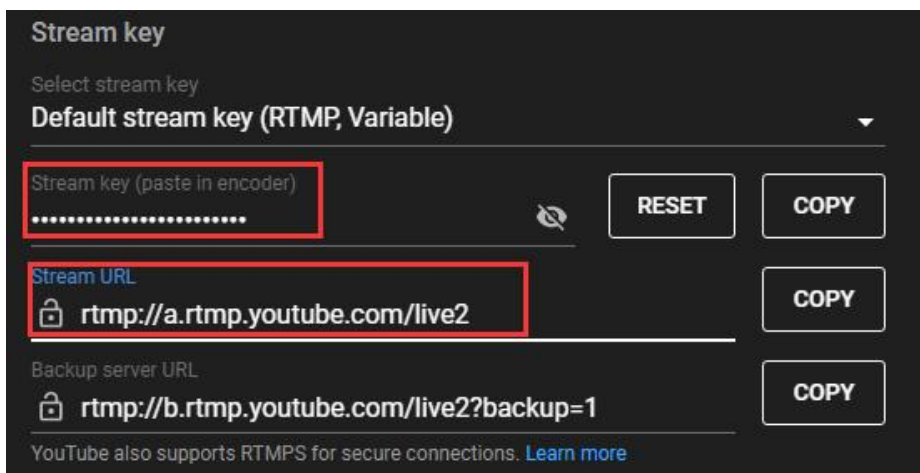 Stream key
Select stream key
Default stream key (RTMP, Variable)
Stream key (paste in encoder)
••••••••••••••••••••••••
RESET
COPY
Stream URL
rtmp://a.rtmp.youtube.com/live2
COPY
Backup server URL
rtmp://b.rtmp.youtube.com/live2?backup=1
COPY
YouTube also supports RTMPS for secure connections. Learn more